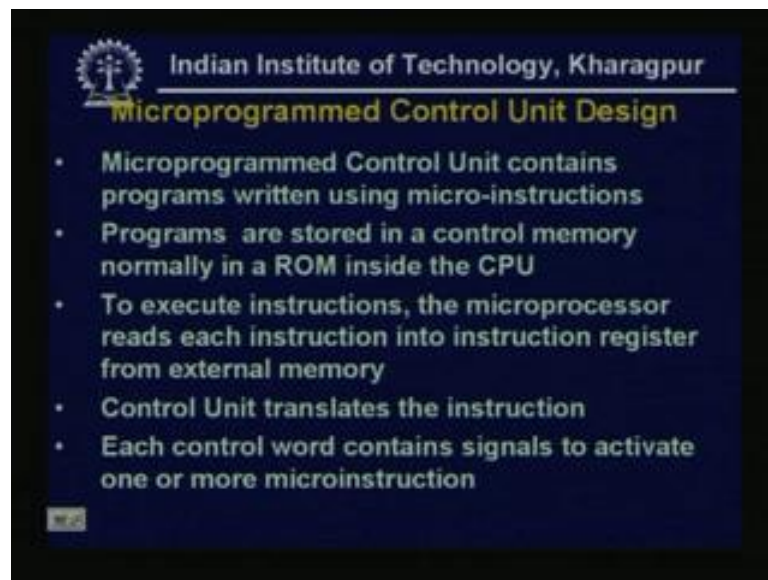 Indian Institute of Technology, Kharagpur
Microprogrammed Control Unit Design
• Microprogrammed Control Unit contains
programs written using micro-instructions
• Programs are stored in a control memory
normally in a ROM inside the CPU
• To execute instructions, the microprocessor
reads each instruction into instruction register
from external memory
• Control Unit translates the instruction
• Each control word contains signals to activate
one or more microinstruction